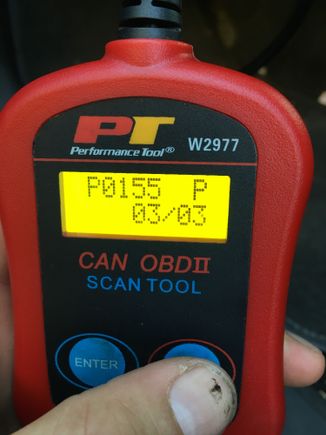 PT
Performance Tool® W2977
P0155 P
03/03
CAN OBDII
SCAN TOOL
ENTER